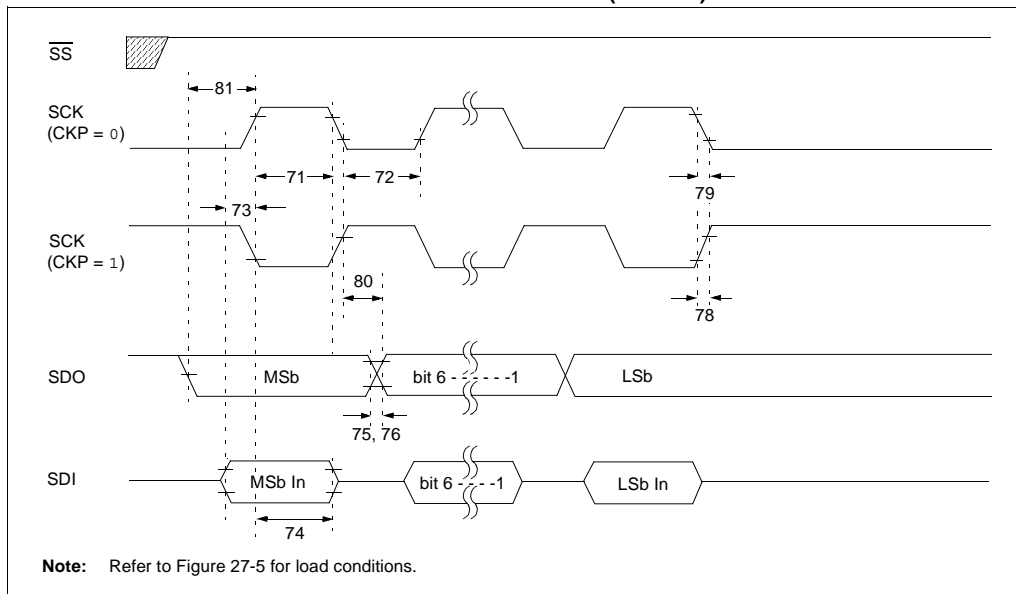 SS
81
SCK
(CKP = 0)
71
72
79
73
SCK
(CKP = 1)
80
78
SDO
MSb
bit 6 - - - - - -1
LSb
75, 76
SDI
MSb In
bit 6 - - - - -1
LSb In
74
Note: Refer to Figure 27-5 for load conditions.